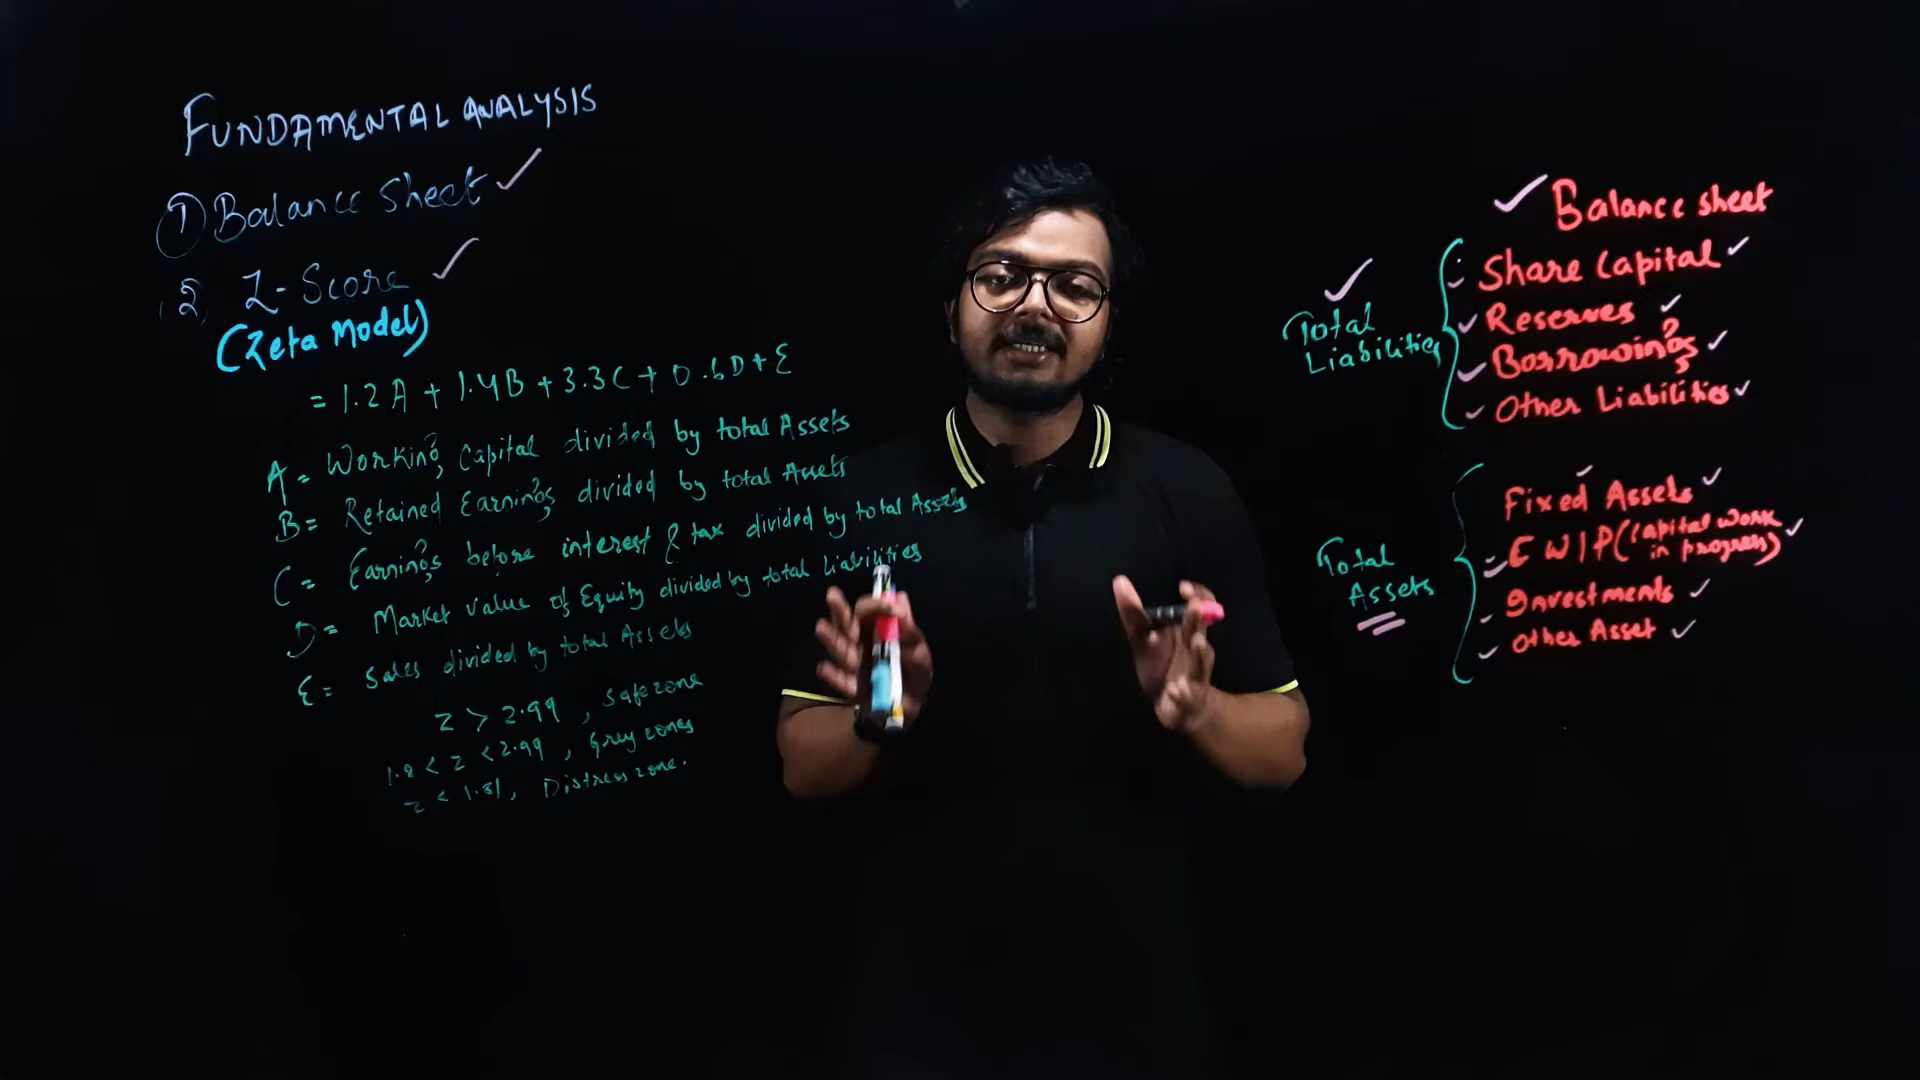 FUNDAMENTAL ANALYSIS
① Balance Sheet ✓
2 Z-Score ✓
(Zeta Model)
= 1.2A + 1.4B + 3.3C + 0.6D + E
A = Working Capital divided by total Assets
B = Retained Earnings divided by total Assets
C = Earnings before interest & tax divided by total Assets
D = Market value of Equity divided by total Liabilities
E = Sales divided by total Assets
Z > 2.99, Safe zone
1.8 < Z < 2.99, Grey zones
Z < 1.81, Distress zone.
✓ Balance sheet
Total
Liabilities
Share Capital ✓
Reserves ✓
Borrowings ✓
Other Liabilities ✓
Total
Assets
Fixed Assets ✓
CWIP (Capital work
in progress) ✓
Investments ✓
Other Asset ✓